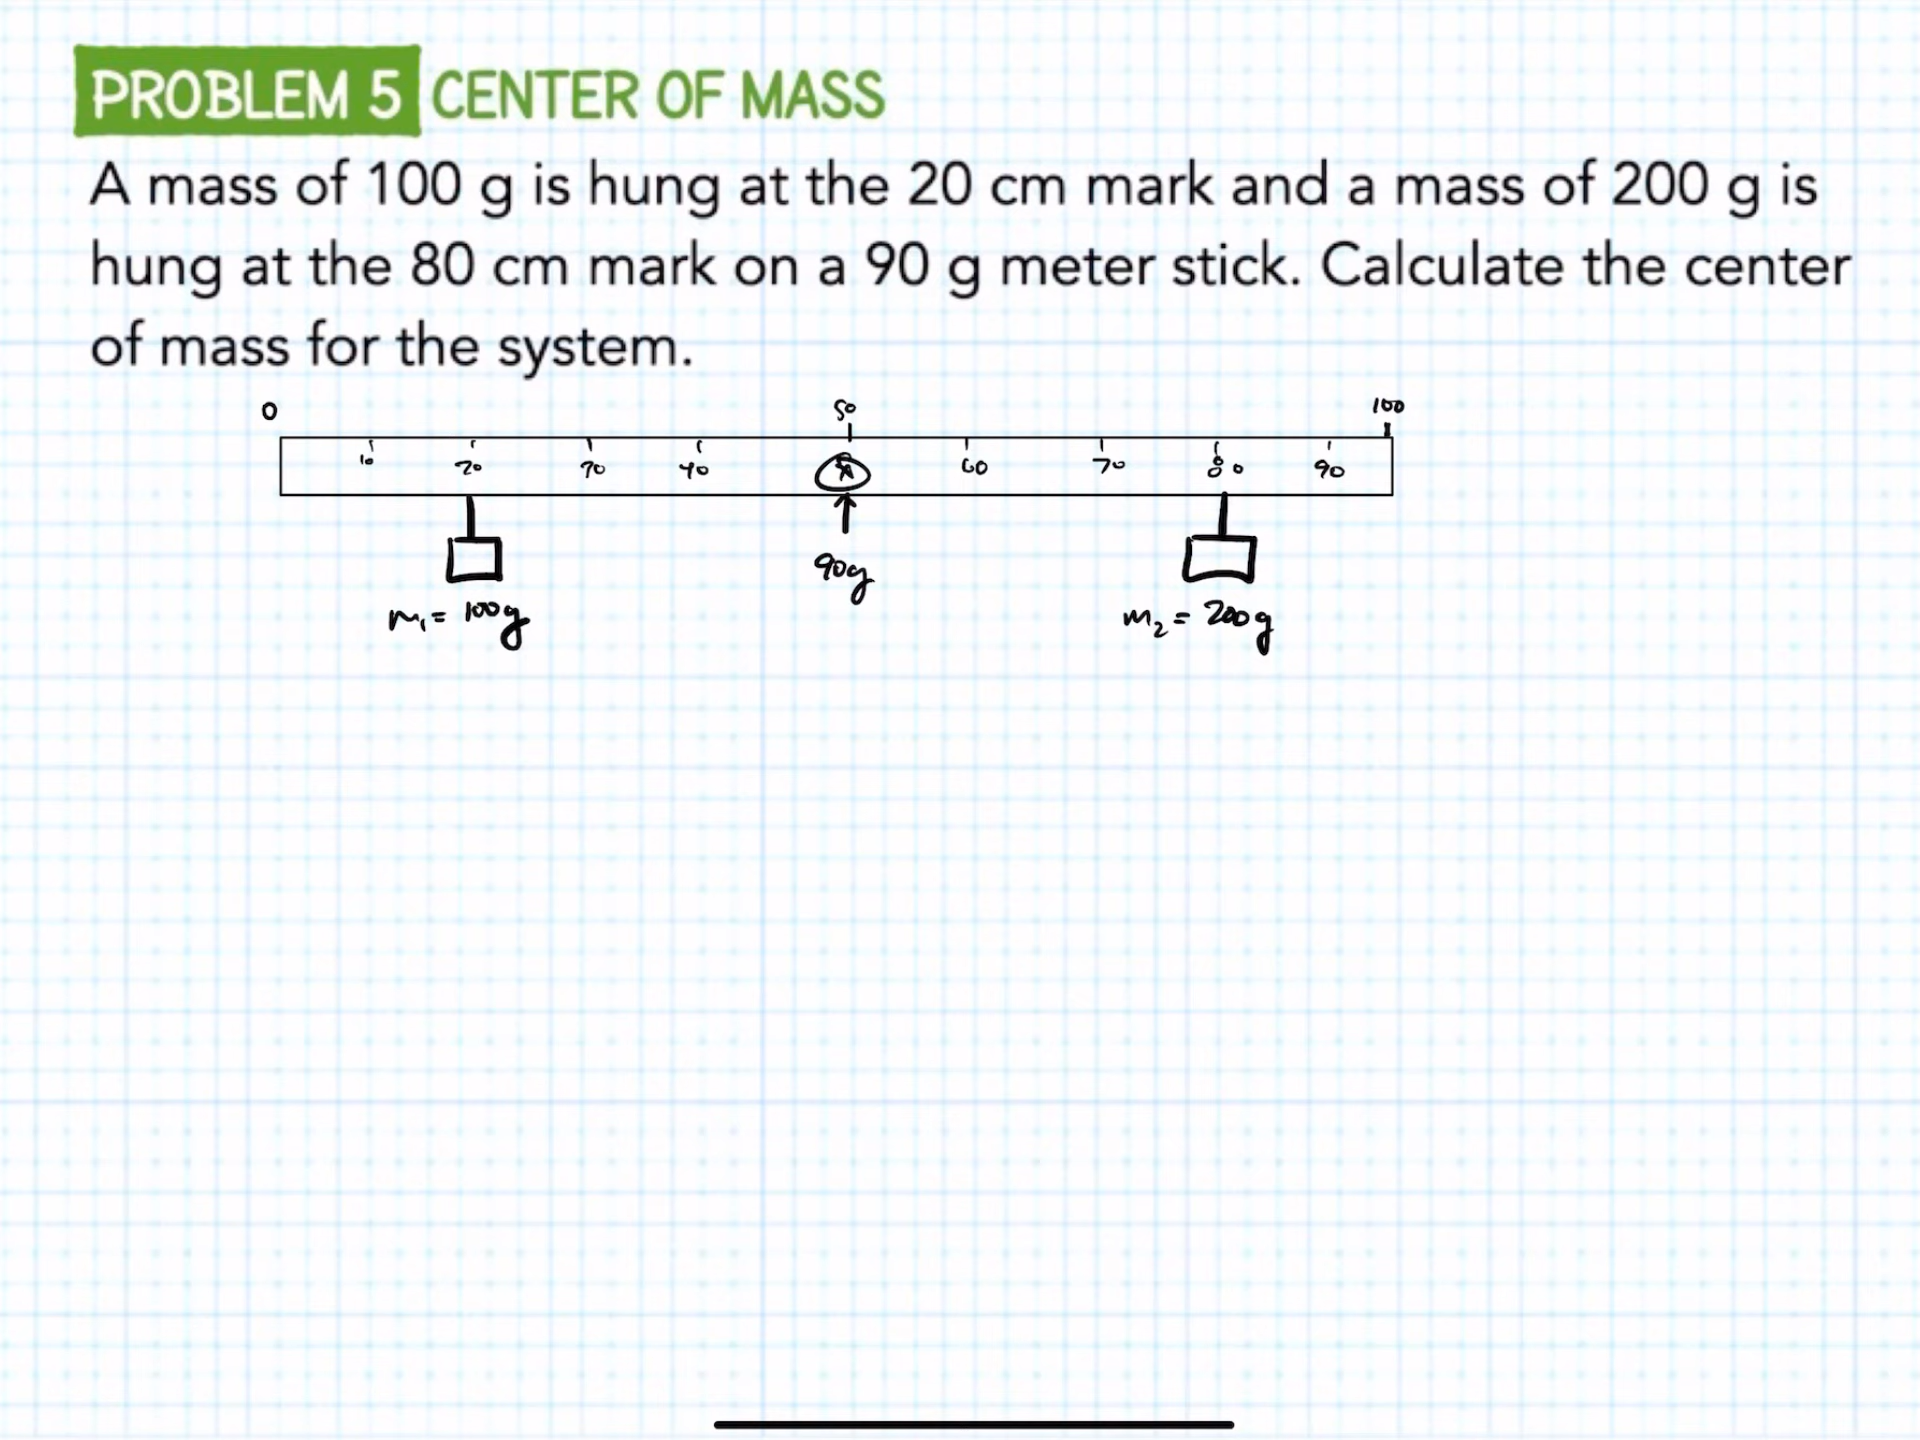 PROBLEM 5 CENTER OF MASS
A mass of 100 g is hung at the 20 cm mark and a mass of 200 g is
hung at the 80 cm mark on a 90 g meter stick. Calculate the center
of mass for the system.
0 50 100
10 20 70 40 60 70 80 90
90g
m₁= 100g m₂ = 200g